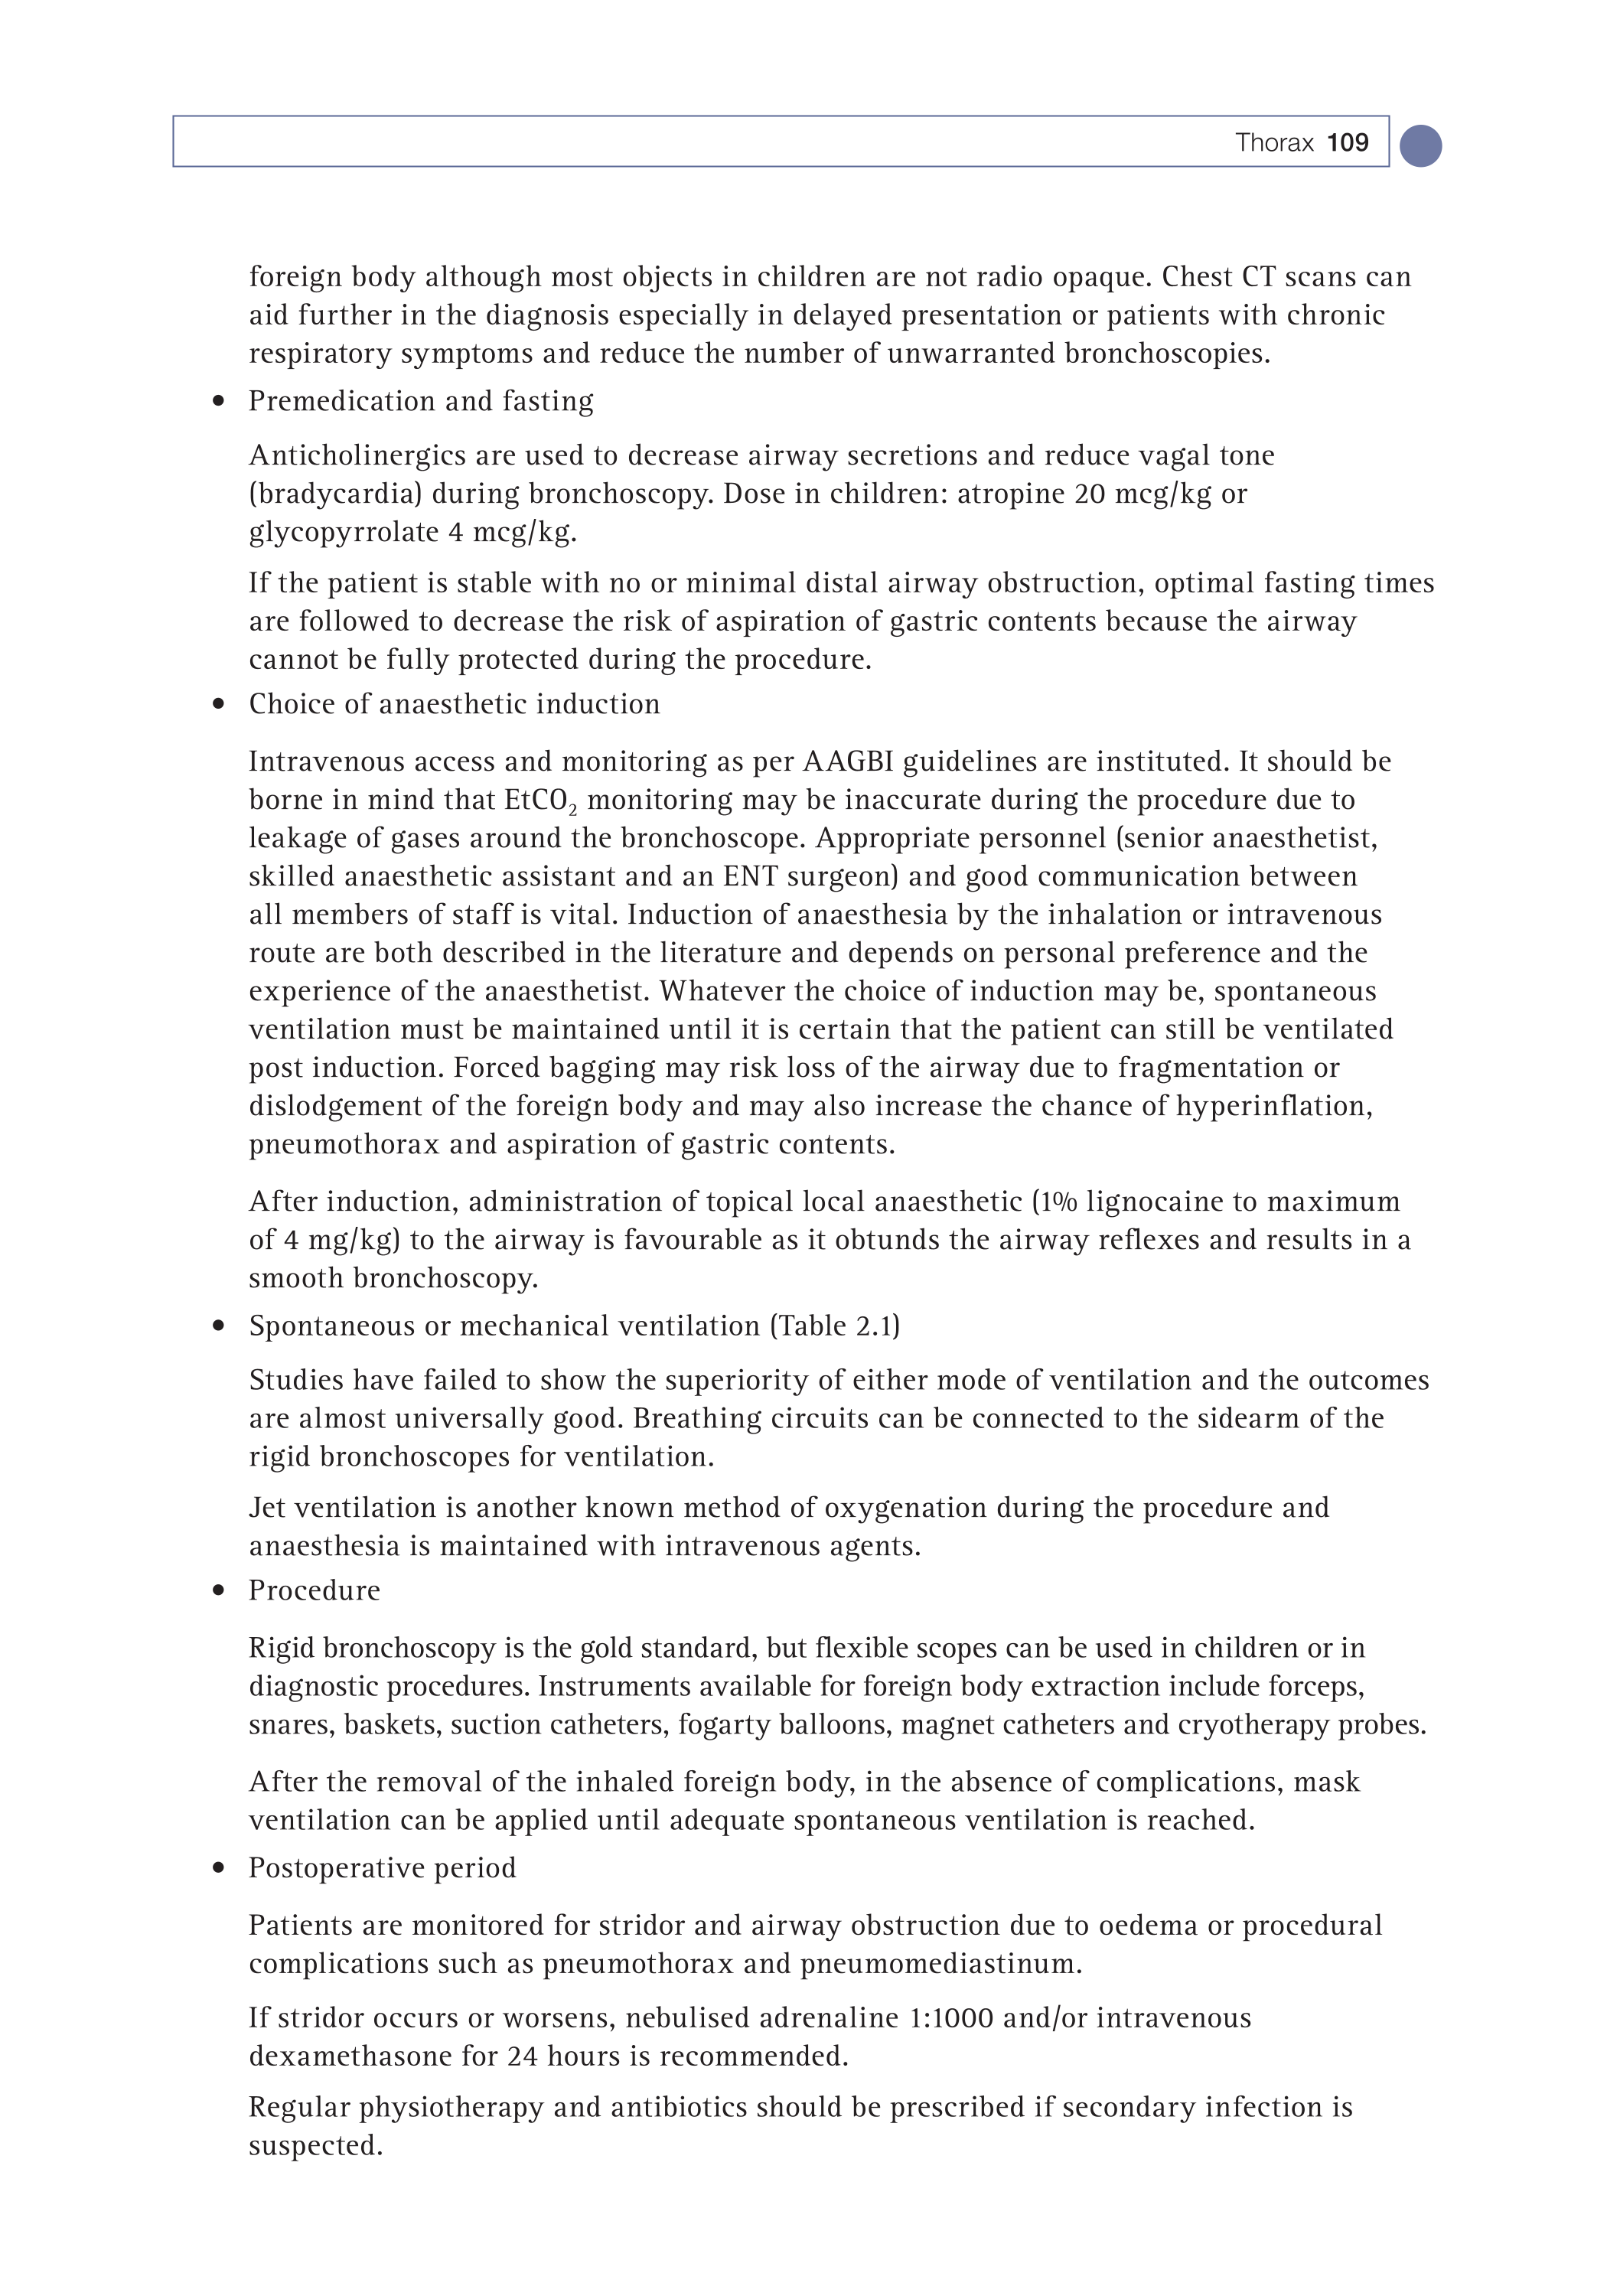 Thorax 109
foreign body although most objects in children are not radio opaque. Chest CT scans can
aid further in the diagnosis especially in delayed presentation or patients with chronic
respiratory symptoms and reduce the number of unwarranted bronchoscopies.
• Premedication and fasting
Anticholinergics are used to decrease airway secretions and reduce vagal tone
(bradycardia) during bronchoscopy. Dose in children: atropine 20 mcg/kg or
glycopyrrolate 4 mcg/kg.
If the patient is stable with no or minimal distal airway obstruction, optimal fasting times
are followed to decrease the risk of aspiration of gastric contents because the airway
cannot be fully protected during the procedure.
• Choice of anaesthetic induction
Intravenous access and monitoring as per AAGBI guidelines are instituted. It should be
borne in mind that EtCO₂ monitoring may be inaccurate during the procedure due to
leakage of gases around the bronchoscope. Appropriate personnel (senior anaesthetist,
skilled anaesthetic assistant and an ENT surgeon) and good communication between
all members of staff is vital. Induction of anaesthesia by the inhalation or intravenous
route are both described in the literature and depends on personal preference and the
experience of the anaesthetist. Whatever the choice of induction may be, spontaneous
ventilation must be maintained until it is certain that the patient can still be ventilated
post induction. Forced bagging may risk loss of the airway due to fragmentation or
dislodgement of the foreign body and may also increase the chance of hyperinflation,
pneumothorax and aspiration of gastric contents.
After induction, administration of topical local anaesthetic (1% lignocaine to maximum
of 4 mg/kg) to the airway is favourable as it obtunds the airway reflexes and results in a
smooth bronchoscopy.
• Spontaneous or mechanical ventilation (Table 2.1)
Studies have failed to show the superiority of either mode of ventilation and the outcomes
are almost universally good. Breathing circuits can be connected to the sidearm of the
rigid bronchoscopes for ventilation.
Jet ventilation is another known method of oxygenation during the procedure and
anaesthesia is maintained with intravenous agents.
• Procedure
Rigid bronchoscopy is the gold standard, but flexible scopes can be used in children or in
diagnostic procedures. Instruments available for foreign body extraction include forceps,
snares, baskets, suction catheters, fogarty balloons, magnet catheters and cryotherapy probes.
After the removal of the inhaled foreign body, in the absence of complications, mask
ventilation can be applied until adequate spontaneous ventilation is reached.
• Postoperative period
Patients are monitored for stridor and airway obstruction due to oedema or procedural
complications such as pneumothorax and pneumomediastinum.
If stridor occurs or worsens, nebulised adrenaline 1:1000 and/or intravenous
dexamethasone for 24 hours is recommended.
Regular physiotherapy and antibiotics should be prescribed if secondary infection is
suspected.